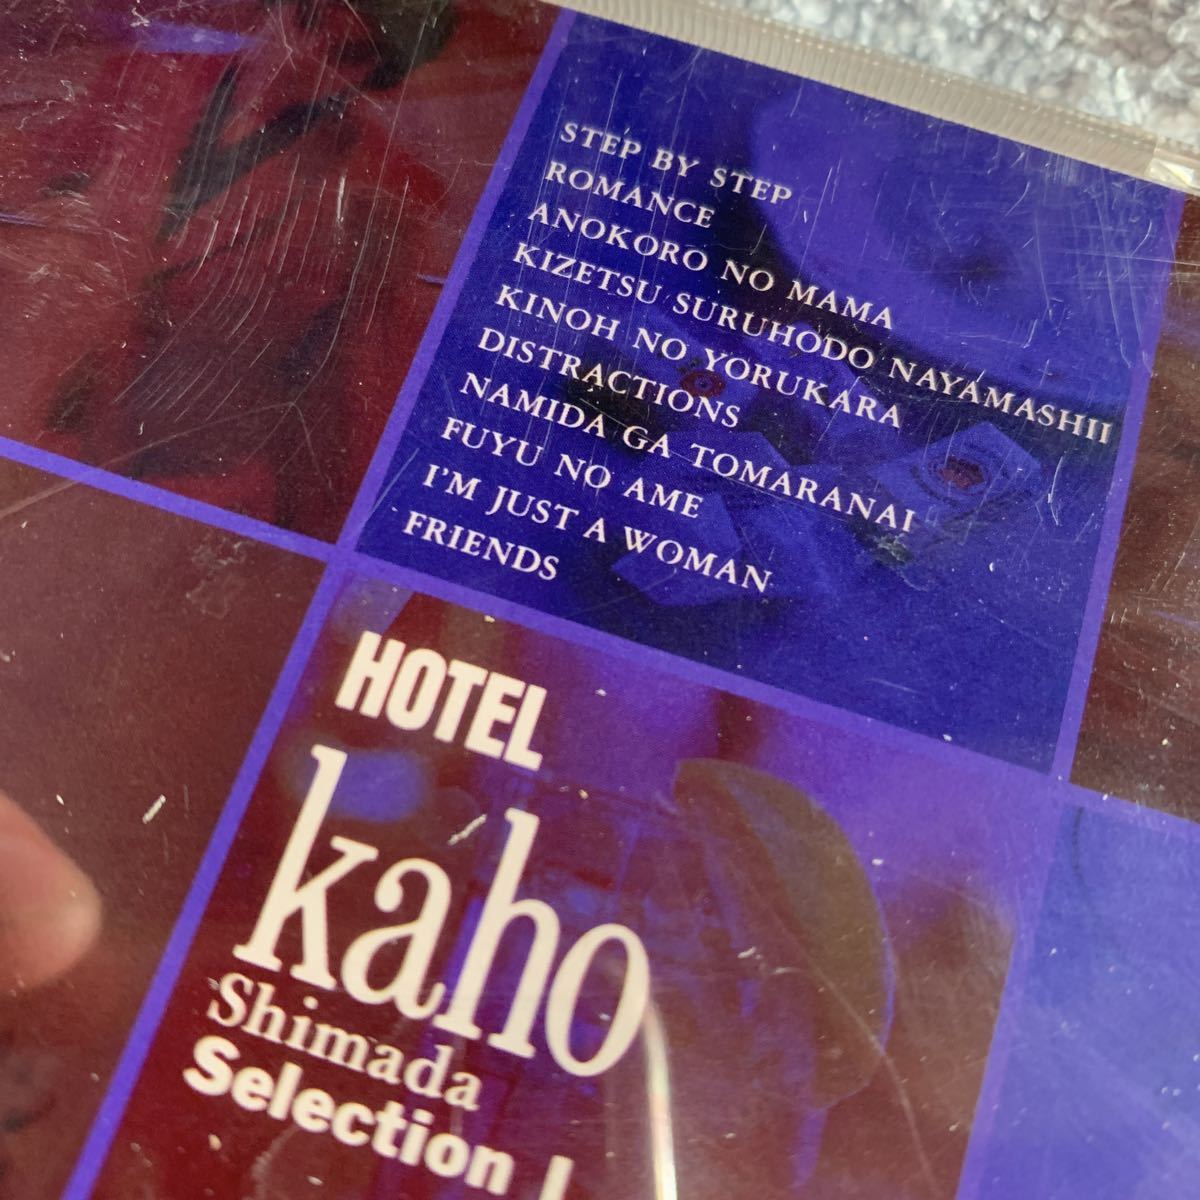 STEP BY STEP
ROMANCE
ANOKORO NO MAMA
KIZETSU SURUHODO NAYAMASHII
KINOH NO YORUKARA
DISTRACTIONS
NAMIDA GA TOMARANAI
FUYU NO AME
I'M JUST A WOMAN
FRIENDS
HOTEL
kaho
Shimada
Selection I